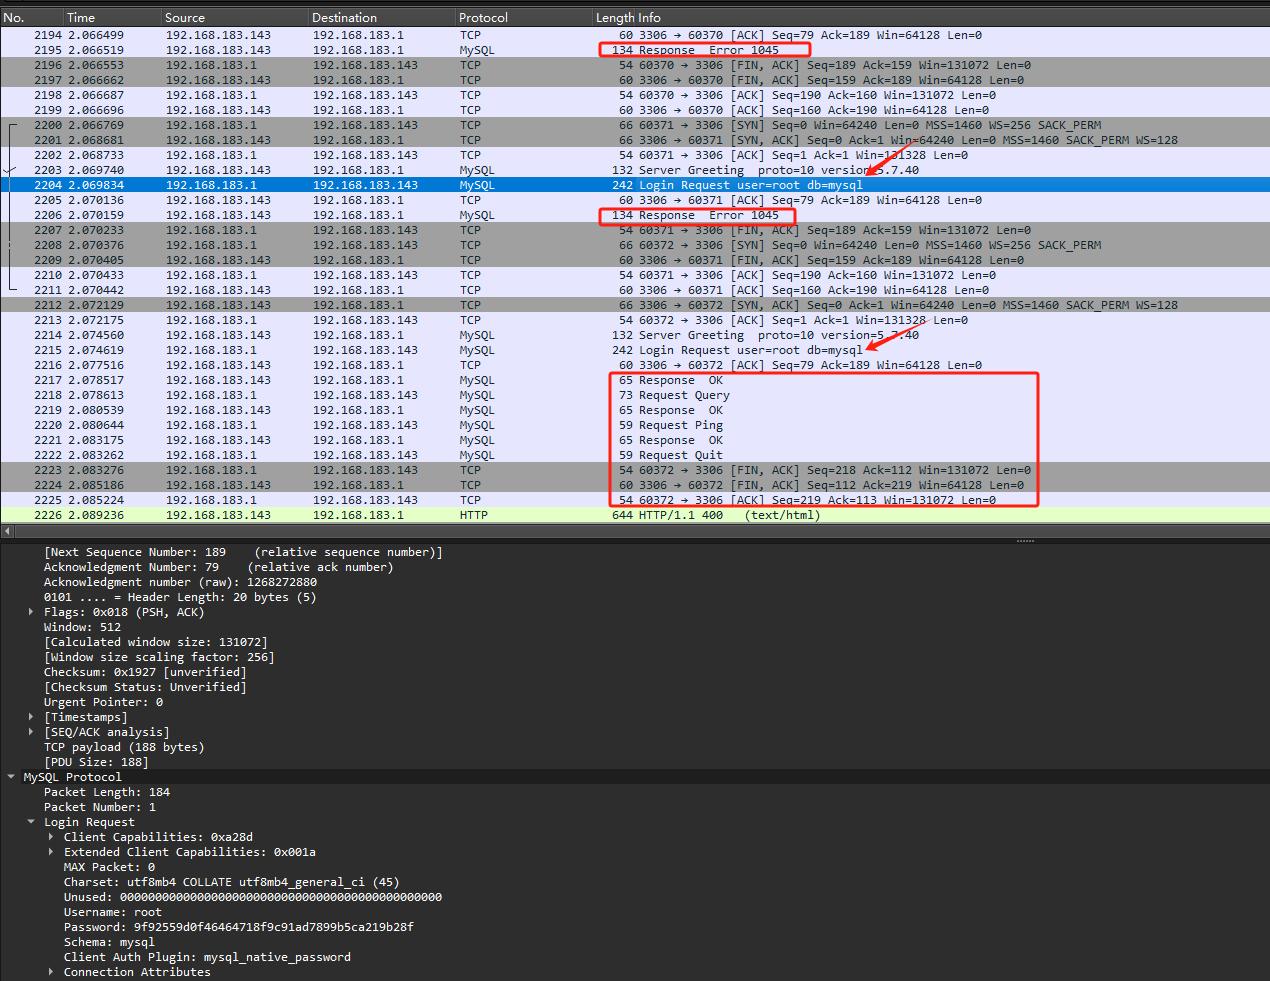 No. Time Source Destination Protocol Length Info
2194 2.066499 192.168.183.143 192.168.183.1 TCP 60 3306 → 60370 [ACK] Seq=79 Ack=189 Win=64128 Len=0
2195 2.066519 192.168.183.143 192.168.183.1 MySQL 134 Response Error 1045
2196 2.066553 192.168.183.1 192.168.183.143 TCP 54 60370 → 3306 [FIN, ACK] Seq=189 Ack=159 Win=131072 Len=0
2197 2.066662 192.168.183.143 192.168.183.1 TCP 60 3306 → 60370 [FIN, ACK] Seq=159 Ack=189 Win=64128 Len=0
2198 2.066687 192.168.183.1 192.168.183.143 TCP 54 60370 → 3306 [ACK] Seq=190 Ack=160 Win=131072 Len=0
2199 2.066696 192.168.183.143 192.168.183.1 TCP 60 3306 → 60370 [ACK] Seq=160 Ack=190 Win=64128 Len=0
2200 2.066769 192.168.183.1 192.168.183.143 TCP 66 60371 → 3306 [SYN] Seq=0 Win=64240 Len=0 MSS=1460 WS=256 SACK_PERM
2201 2.068681 192.168.183.143 192.168.183.1 TCP 66 3306 → 60371 [SYN, ACK] Seq=0 Ack=1 Win=64240 Len=0 MSS=1460 SACK_PERM WS=128
2202 2.068733 192.168.183.1 192.168.183.143 TCP 54 60371 → 3306 [ACK] Seq=1 Ack=1 Win=131328 Len=0
2203 2.069740 192.168.183.143 192.168.183.1 MySQL 132 Server Greeting proto=10 version=5.7.40
2204 2.069834 192.168.183.1 192.168.183.143 MySQL 242 Login Request user=root db=mysql
2205 2.070136 192.168.183.143 192.168.183.1 TCP 60 3306 → 60371 [ACK] Seq=79 Ack=189 Win=64128 Len=0
2206 2.070159 192.168.183.143 192.168.183.1 MySQL 134 Response Error 1045
2207 2.070233 192.168.183.1 192.168.183.143 TCP 54 60371 → 3306 [FIN, ACK] Seq=189 Ack=159 Win=131072 Len=0
2208 2.070376 192.168.183.1 192.168.183.143 TCP 66 60372 → 3306 [SYN] Seq=0 Win=64240 Len=0 MSS=1460 WS=256 SACK_PERM
2209 2.070405 192.168.183.143 192.168.183.1 TCP 60 3306 → 60371 [FIN, ACK] Seq=159 Ack=189 Win=64128 Len=0
2210 2.070433 192.168.183.1 192.168.183.143 TCP 54 60371 → 3306 [ACK] Seq=190 Ack=160 Win=131072 Len=0
2211 2.070442 192.168.183.143 192.168.183.1 TCP 60 3306 → 60371 [ACK] Seq=160 Ack=190 Win=64128 Len=0
2212 2.072129 192.168.183.143 192.168.183.1 TCP 66 3306 → 60372 [SYN, ACK] Seq=0 Ack=1 Win=64240 Len=0 MSS=1460 SACK_PERM WS=128
2213 2.072175 192.168.183.1 192.168.183.143 TCP 54 60372 → 3306 [ACK] Seq=1 Ack=1 Win=131328 Len=0
2214 2.074560 192.168.183.143 192.168.183.1 MySQL 132 Server Greeting proto=10 version=5.7.40
2215 2.074619 192.168.183.1 192.168.183.143 MySQL 242 Login Request user=root db=mysql
2216 2.077516 192.168.183.143 192.168.183.1 TCP 60 3306 → 60372 [ACK] Seq=79 Ack=189 Win=64128 Len=0
2217 2.078517 192.168.183.143 192.168.183.1 MySQL 65 Response OK
2218 2.078613 192.168.183.1 192.168.183.143 MySQL 73 Request Query
2219 2.080539 192.168.183.143 192.168.183.1 MySQL 65 Response OK
2220 2.080644 192.168.183.1 192.168.183.143 MySQL 59 Request Ping
2221 2.083175 192.168.183.143 192.168.183.1 MySQL 65 Response OK
2222 2.083262 192.168.183.1 192.168.183.143 MySQL 59 Request Quit
2223 2.083276 192.168.183.1 192.168.183.143 TCP 54 60372 → 3306 [FIN, ACK] Seq=218 Ack=112 Win=131072 Len=0
2224 2.085186 192.168.183.143 192.168.183.1 TCP 60 3306 → 60372 [FIN, ACK] Seq=112 Ack=219 Win=64128 Len=0
2225 2.085224 192.168.183.1 192.168.183.143 TCP 54 60372 → 3306 [ACK] Seq=219 Ack=113 Win=131072 Len=0
2226 2.089236 192.168.183.143 192.168.183.1 HTTP 644 HTTP/1.1 400 (text/html)
[Next Sequence Number: 189 (relative sequence number)]
Acknowledgment Number: 79 (relative ack number)
Acknowledgment number (raw): 1268272880
0101 .... = Header Length: 20 bytes (5)
Flags: 0x018 (PSH, ACK)
Window: 512
[Calculated window size: 131072]
[Window size scaling factor: 256]
Checksum: 0x1927 [unverified]
[Checksum Status: Unverified]
Urgent Pointer: 0
[Timestamps]
[SEQ/ACK analysis]
TCP payload (188 bytes)
[PDU Size: 188]
MySQL Protocol
Packet Length: 184
Packet Number: 1
Login Request
Client Capabilities: 0xa28d
Extended Client Capabilities: 0x001a
MAX Packet: 0
Charset: utf8mb4 COLLATE utf8mb4_general_ci (45)
Unused: 0000000000000000000000000000000000000000000000
Username: root
Password: 9f92559d0f46464718f9c91ad7899b5ca219b28f
Schema: mysql
Client Auth Plugin: mysql_native_password
Connection Attributes